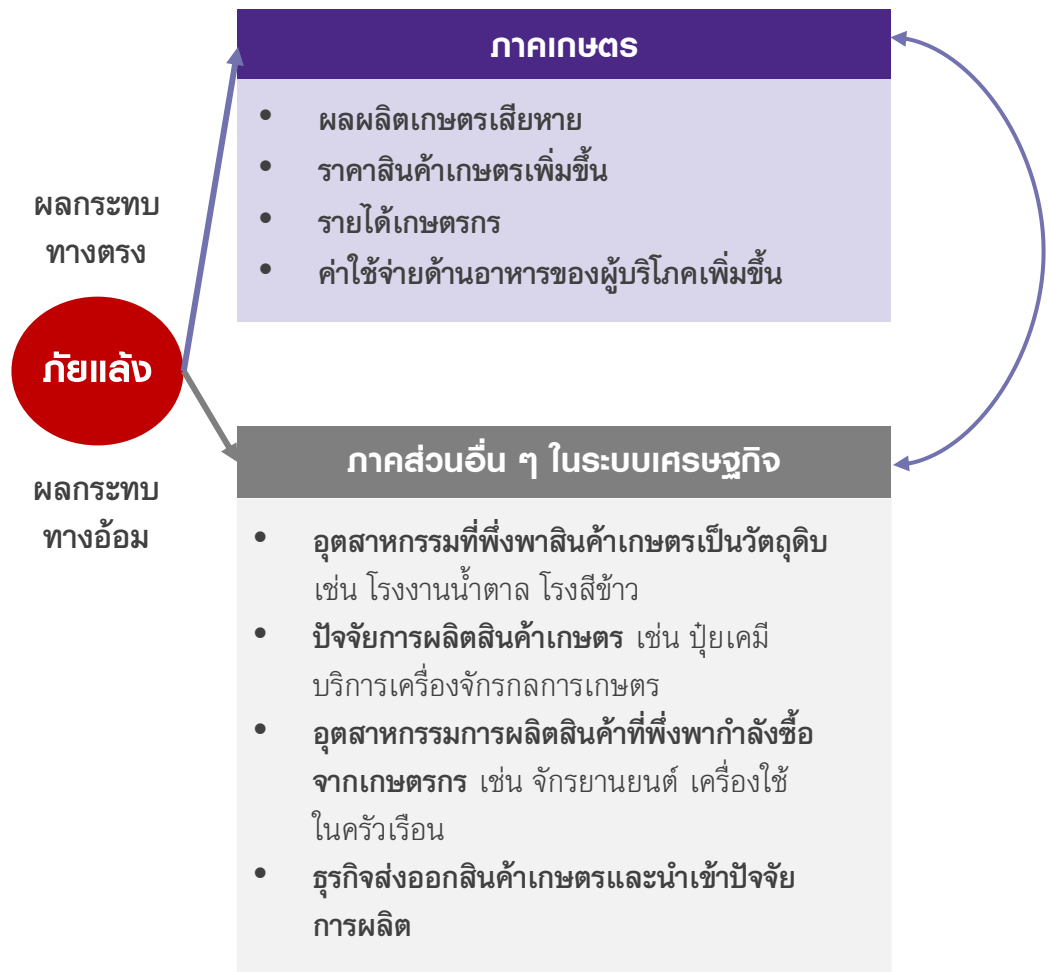 ภาคเกษตร
• ผลผลิตเกษตรเสียหาย
• ราคาสินค้าเกษตรเพิ่มขึ้น
• รายได้เกษตรกร
• ค่าใช้จ่ายด้านอาหารของผู้บริโภคเพิ่มขึ้น
ผลกระทบ
ทางตรง
ภัยแล้ง
ผลกระทบ
ทางอ้อม
ภาคส่วนอื่น ๆ ในระบบเศรษฐกิจ
• อุตสาหกรรมที่พึ่งพาสินค้าเกษตรเป็นวัตถุดิบ
เช่น โรงงานน้ำตาล โรงสีข้าว
• ปัจจัยการผลิตสินค้าเกษตร เช่น ปุ๋ยเคมี
บริการเครื่องจักรกลการเกษตร
• อุตสาหกรรมการผลิตสินค้าที่พึ่งพากำลังซื้อ
จากเกษตรกร เช่น จักรยานยนต์ เครื่องใช้
ในครัวเรือน
• ธุรกิจส่งออกสินค้าเกษตรและนำเข้าปัจจัย
การผลิต